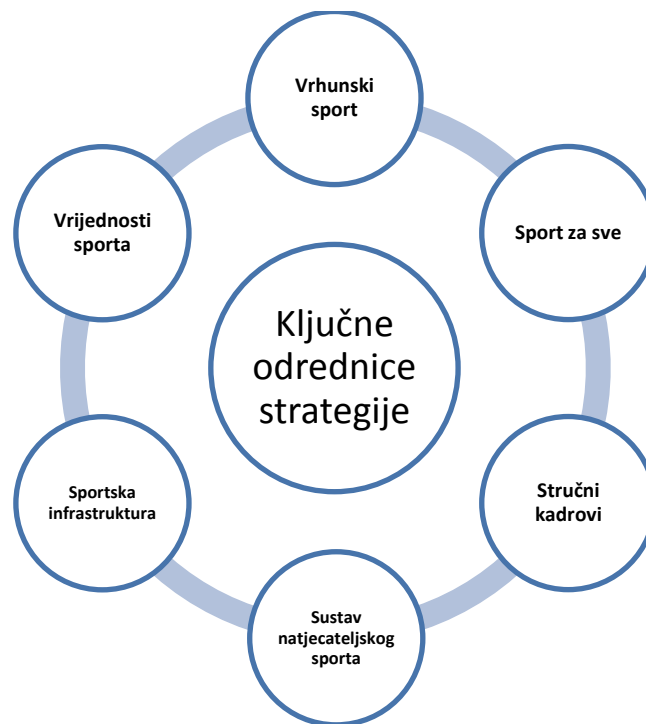 Vrhunski
sport
Vrijednosti
sporta
Sport za sve
Ključne
odrednice
strategije
Sportska
infrastruktura
Stručni
kadrovi
Sustav
natjecateljskog
sporta